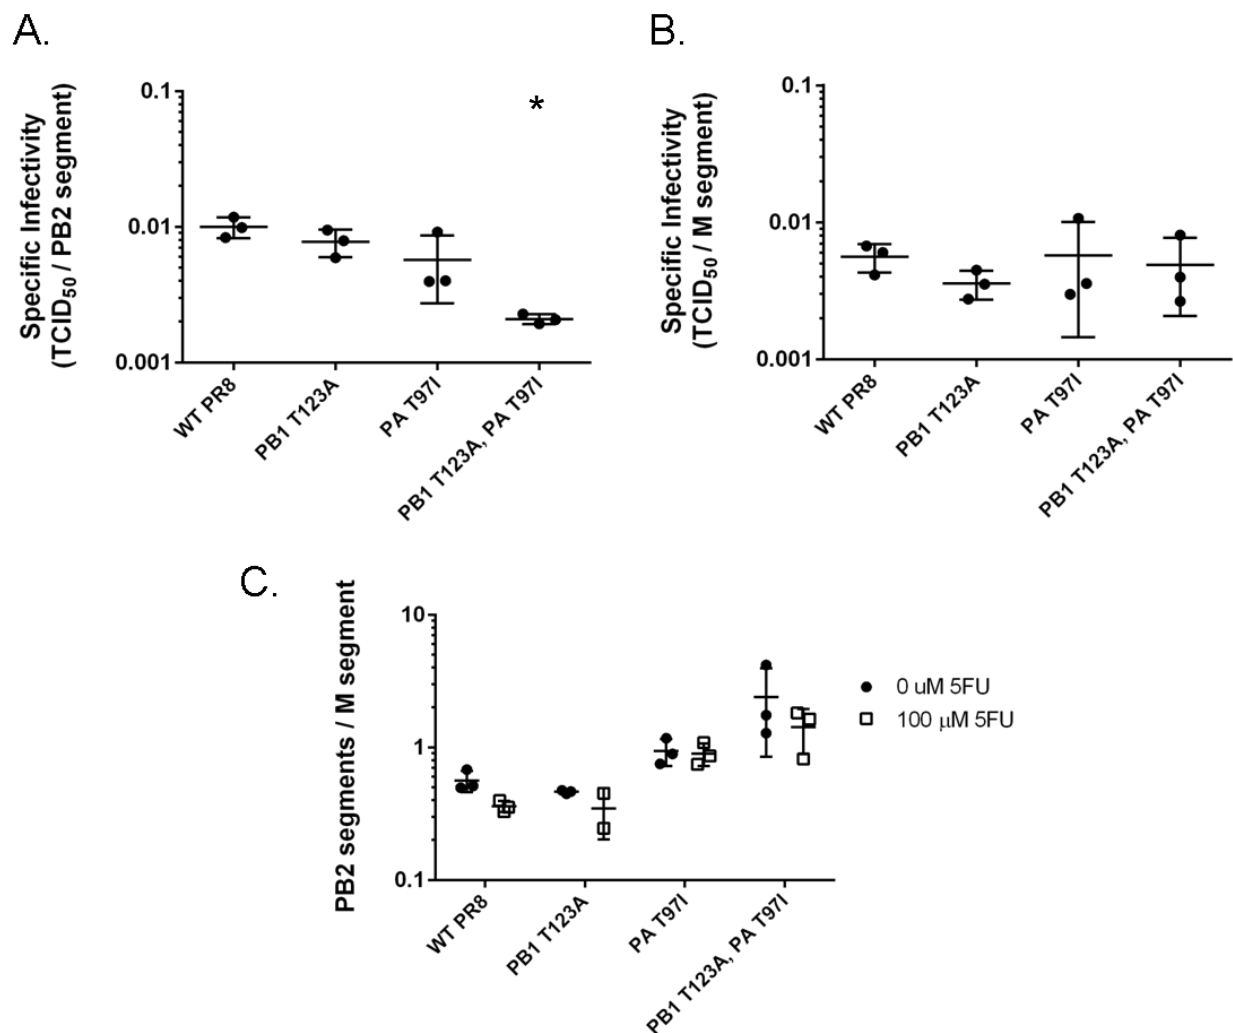 A.
Specific Infectivity
(TCID50 / PB2 segment)
0.1
0.01
0.001
*
WT PR8
PB1 T123A
PA T97I
PB1 T123A, PA T97I
B.
Specific Infectivity
(TCID50 / M segment)
0.1
0.01
0.001
WT PR8
PB1 T123A
PA T97I
PB1 T123A, PA T97I
C.
PB2 segments / M segment
10
1
0.1
WT PR8
PB1 T123A
PA T97I
PB1 T123A, PA T97I
0 uM 5FU
100 μM 5FU